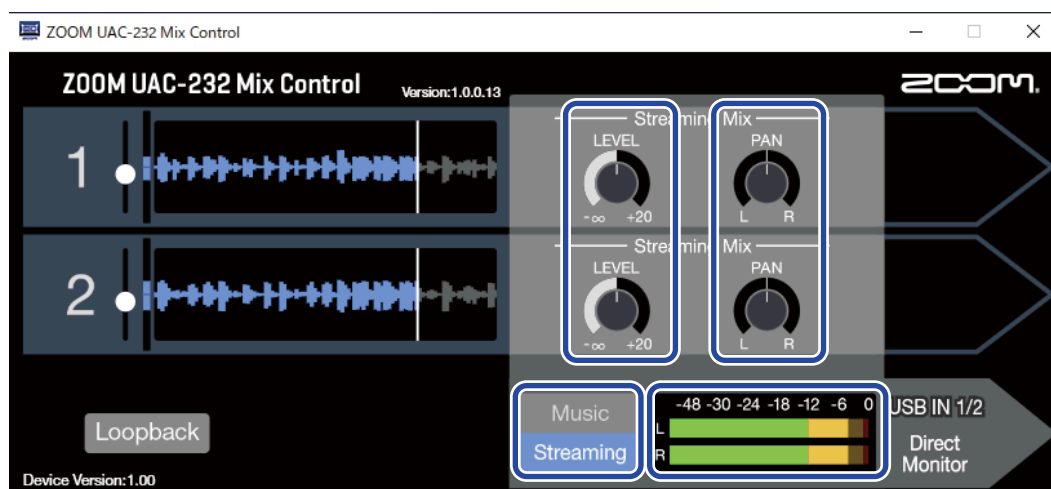 ZOOM UAC-232 Mix Control
ZOOM UAC-232 Mix Control
Version:1.0.0.13
ZOOM.
1
Streaming Mix
LEVEL
PAN
-∞ +20
L R
2
Streaming Mix
LEVEL
PAN
-∞ +20
L R
Music
Streaming
-48 -30 -24 -18 -12 -6 0
L
R
USB IN 1/2
Direct
Monitor
Loopback
Device Version:1.00